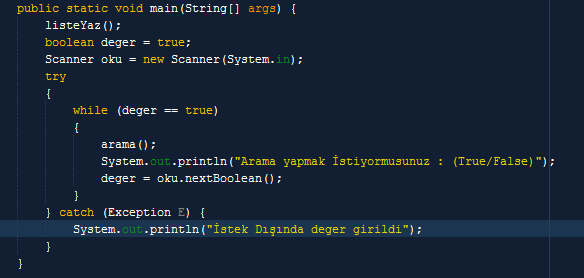 public static void main(String[] args) {
listeYaz();
boolean deger = true;
Scanner oku = new Scanner(System.in);
try
{
while (deger == true)
{
arama();
System.out.println("Arama yapmak İstiyormusunuz : (True/False)");
deger = oku.nextBoolean();
}
} catch (Exception E) {
System.out.println("İstek Dışında deger girildi");
}
}